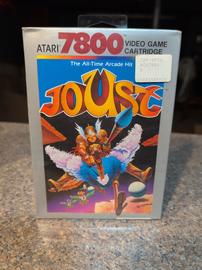 ATARI 7800 VIDEO GAME CARTRIDGE
The All-Time Arcade Hit
JOUST